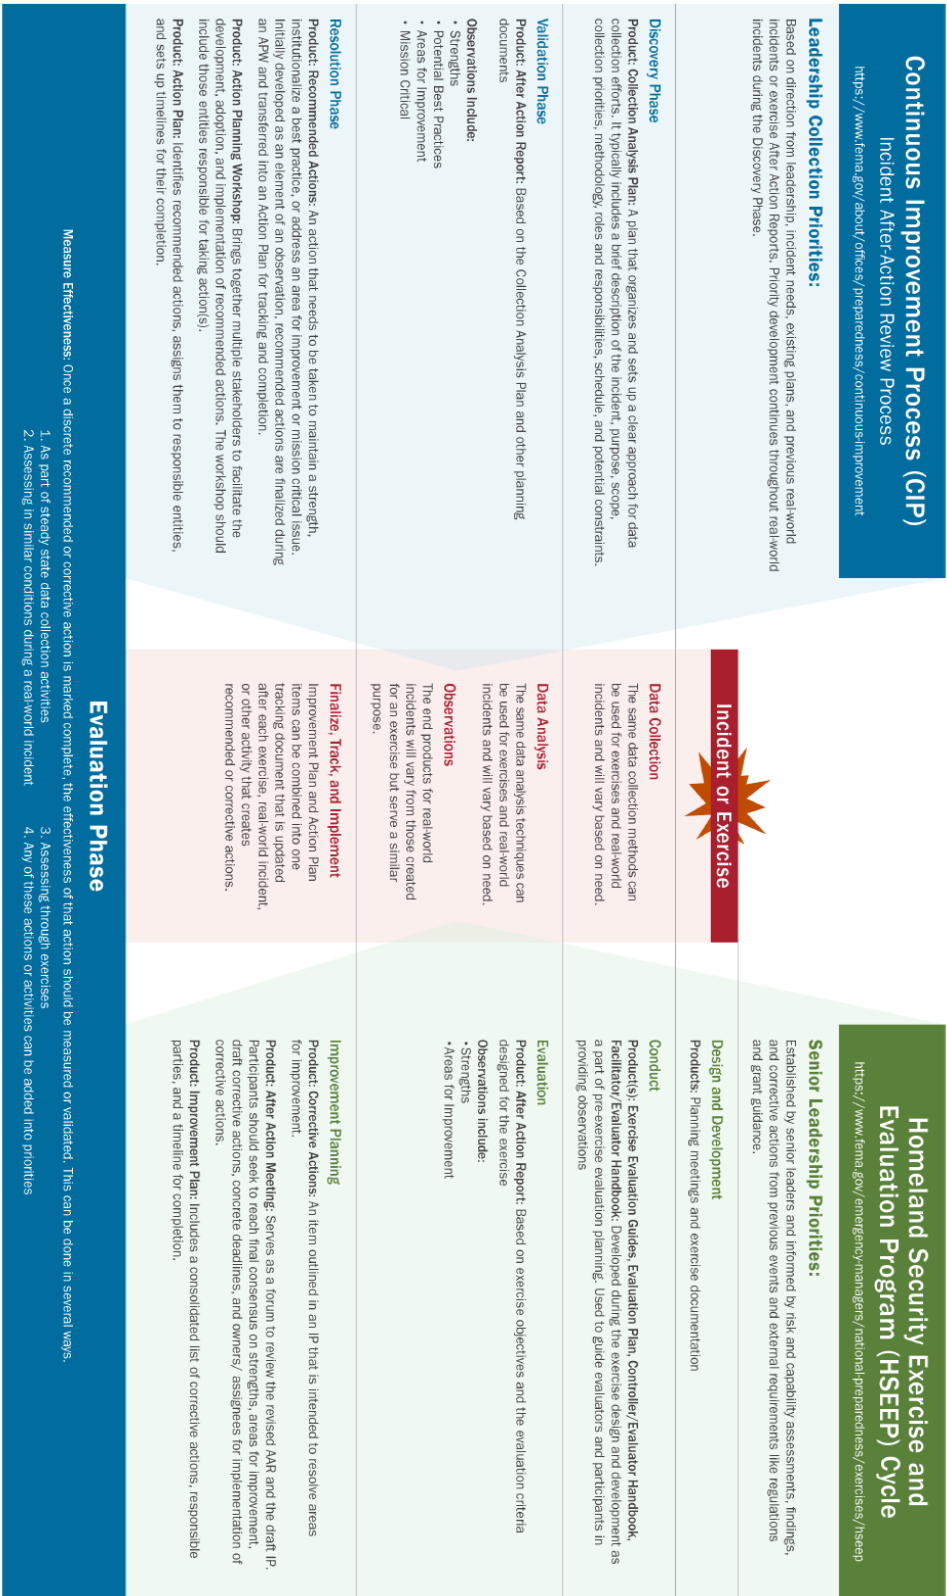 Continuous Improvement Process (CIP)
Incident After-Action Review Process
https://www.fema.gov/about/offices/preparedness/continuous-improvement
Leadership Collection Priorities:
Based on direction from leadership, incident needs, existing plans, and previous real-world
incidents or exercise After Action Reports. Priority development continues throughout real-world
incidents during the Discovery Phase.
Discovery Phase
Product: Collection Analysis Plan: A plan that organizes and sets up a clear approach for data
collection efforts. It typically includes a brief description of the incident, purpose, scope,
collection priorities, methodology, roles and responsibilities, schedule, and potential constraints.
Validation Phase
Product: After Action Report: Based on the Collection Analysis Plan and other planning
documents
Observations Include:
• Strengths
• Potential Best Practices
• Areas for Improvement
• Mission Critical
Resolution Phase
Product: Recommended Actions: An action that needs to be taken to maintain a strength,
institutionalize a best practice, or address an area for improvement or mission critical issue.
Initially developed as an element of an observation, recommended actions are finalized during
an APW and transferred into an Action Plan for tracking and completion.
Product: Action Planning Workshop: Brings together multiple stakeholders to facilitate the
development, adoption, and implementation of recommended actions. The workshop should
include those entities responsible for taking action(s).
Product: Action Plan: Identifies recommended actions, assigns them to responsible entities,
and sets up timelines for their completion.
Incident or Exercise
Data Collection
The same data collection methods can
be used for exercises and real-world
incidents and will vary based on need.
Data Analysis
The same data analysis techniques can
be used for exercises and real-world
incidents and will vary based on need.
Observations
The end products for real-world
incidents will vary from those created
for an exercise but serve a similar
purpose.
Finalize, Track, and Implement
Improvement Plan and Action Plan
items can be combined into one
tracking document that is updated
after each exercise, real-world incident,
or other activity that creates
recommended or corrective actions.
Homeland Security Exercise and
Evaluation Program (HSEEP) Cycle
https://www.fema.gov/emergency-managers/national-preparedness/exercises/hseep
Senior Leadership Priorities:
Established by senior leaders and informed by risk and capability assessments, findings,
and corrective actions from previous events and external requirements like regulations
and grant guidance.
Design and Development
Products: Planning meetings and exercise documentation
Conduct
Product(s): Exercise Evaluation Guides, Evaluation Plan, Controller/Evaluator Handbook,
Facilitator/Evaluator Handbook: Developed during the exercise design and development as
a part of pre-exercise evaluation planning. Used to guide evaluators and participants in
providing observations
Evaluation
Product: After Action Report: Based on exercise objectives and the evaluation criteria
designed for the exercise
Observations include:
•Strengths
•Areas for Improvement
Improvement Planning
Product: Corrective Actions: An item outlined in an IP that is intended to resolve areas
for improvement.
Product: After Action Meeting: Serves as a forum to review the revised AAR and the draft IP.
Participants should seek to reach final consensus on strengths, areas for improvement,
draft corrective actions, concrete deadlines, and owners/ assignees for implementation of
corrective actions.
Product: Improvement Plan: Includes a consolidated list of corrective actions, responsible
parties, and a timeline for completion.
Evaluation Phase
Measure Effectiveness: Once a discrete recommended or corrective action is marked complete, the effectiveness of that action should be measured or validated. This can be done in several ways.
1. As part of steady state data collection activities
2. Assessing in similar conditions during a real-world incident
3. Assessing through exercises
4. Any of these actions or activities can be added into priorities